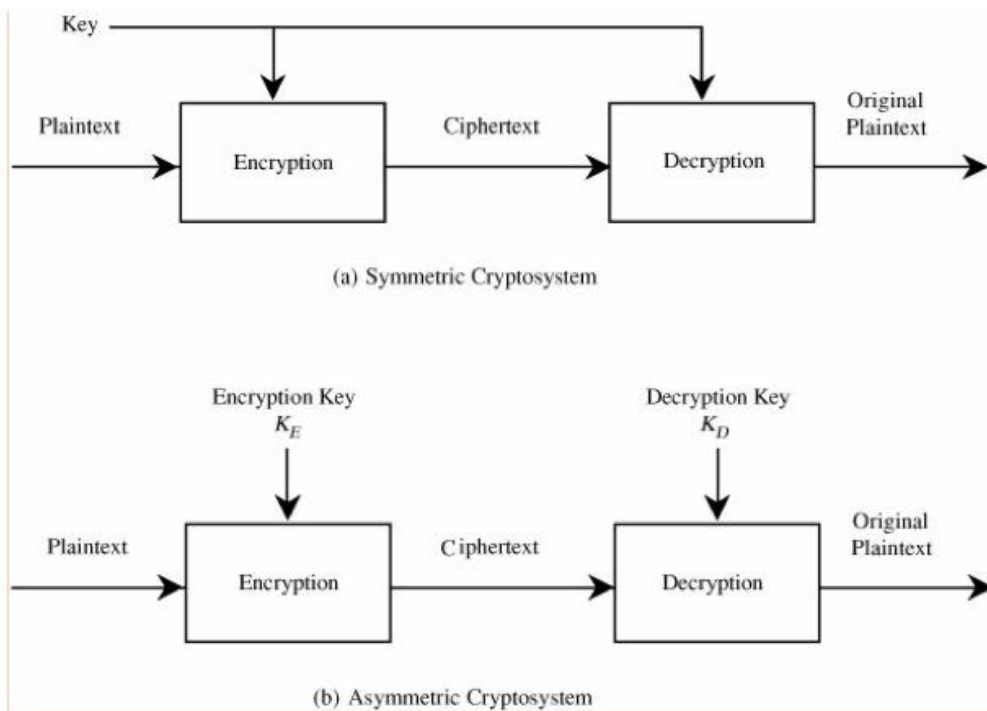 Key
Plaintext
Encryption
Ciphertext
Decryption
Original
Plaintext
(a) Symmetric Cryptosystem
Encryption Key
K_E
Decryption Key
K_D
Plaintext
Encryption
Ciphertext
Decryption
Original
Plaintext
(b) Asymmetric Cryptosystem